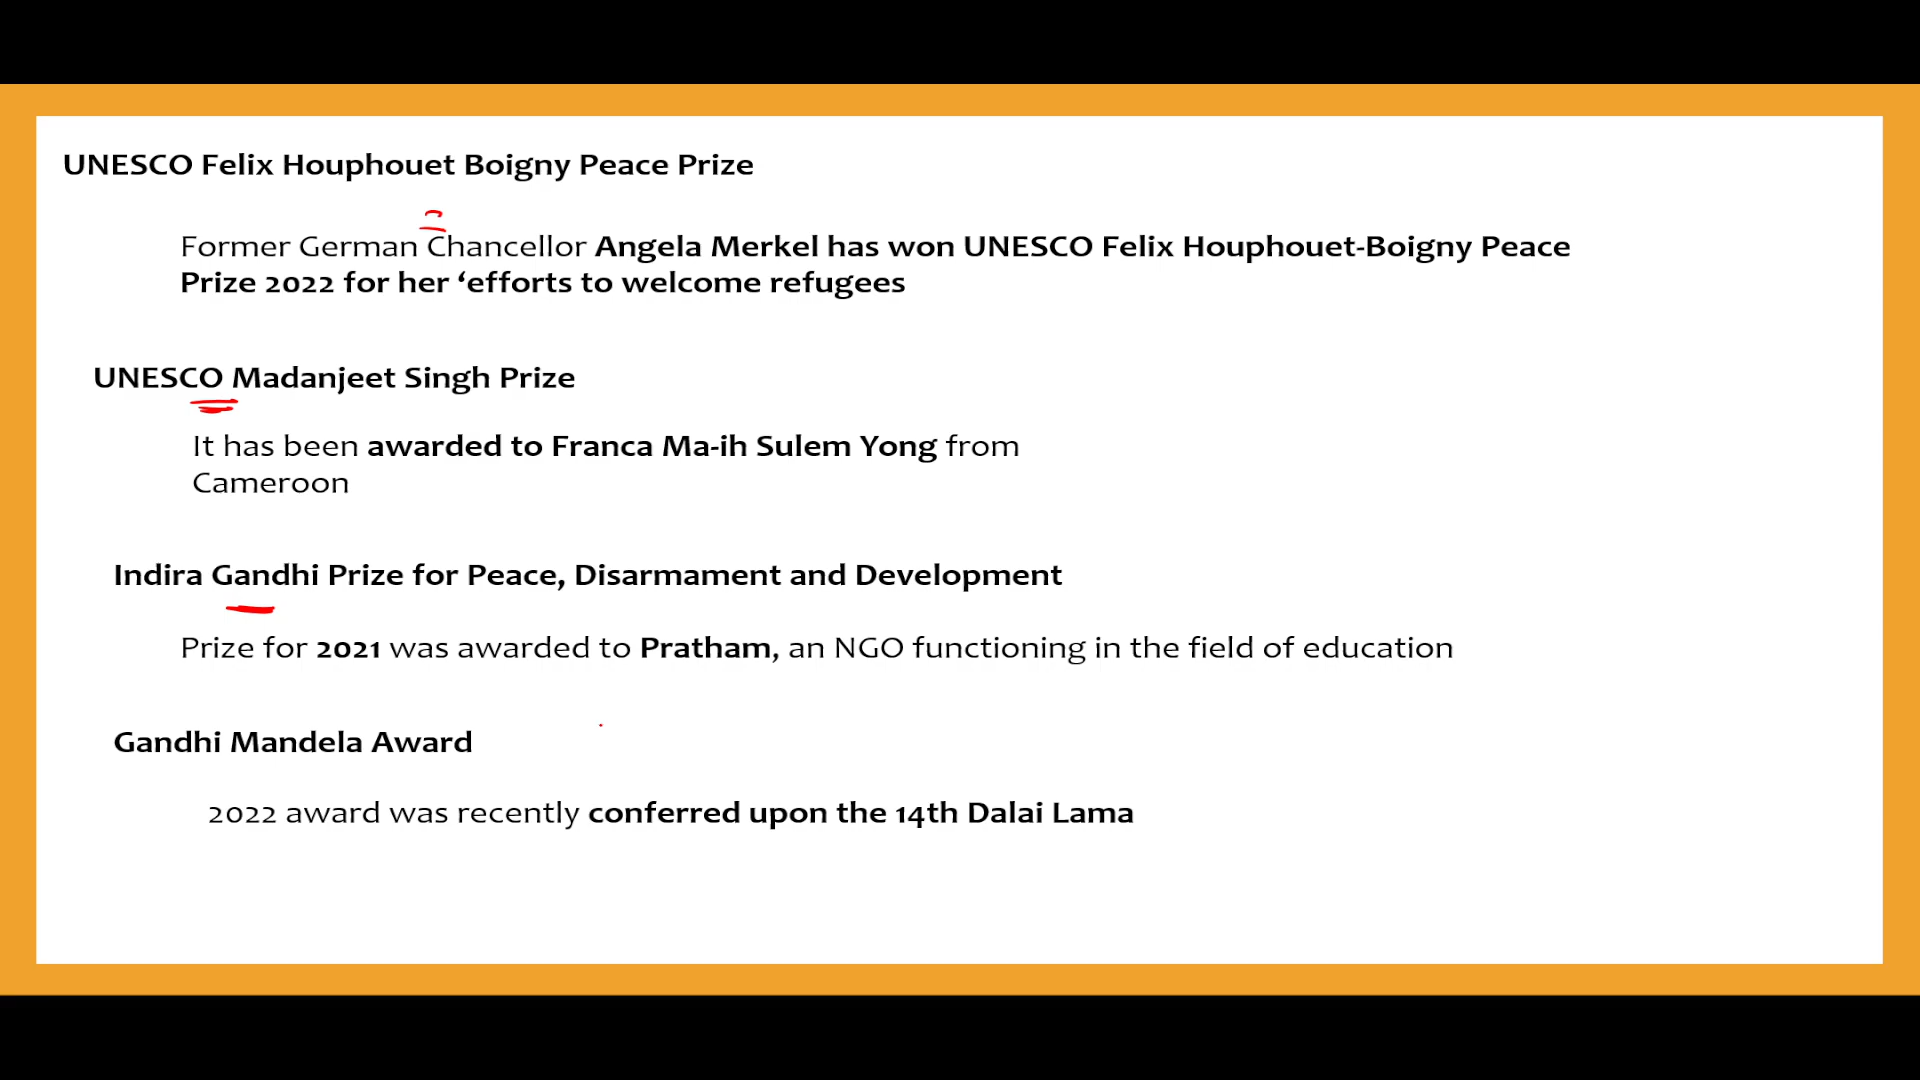 UNESCO Felix Houphouet Boigny Peace Prize
Former German Chancellor Angela Merkel has won UNESCO Felix Houphouet-Boigny Peace
Prize 2022 for her ‘efforts to welcome refugees
UNESCO Madanjeet Singh Prize
It has been awarded to Franca Ma-ih Sulem Yong from
Cameroon
Indira Gandhi Prize for Peace, Disarmament and Development
Prize for 2021 was awarded to Pratham, an NGO functioning in the field of education
Gandhi Mandela Award
2022 award was recently conferred upon the 14th Dalai Lama